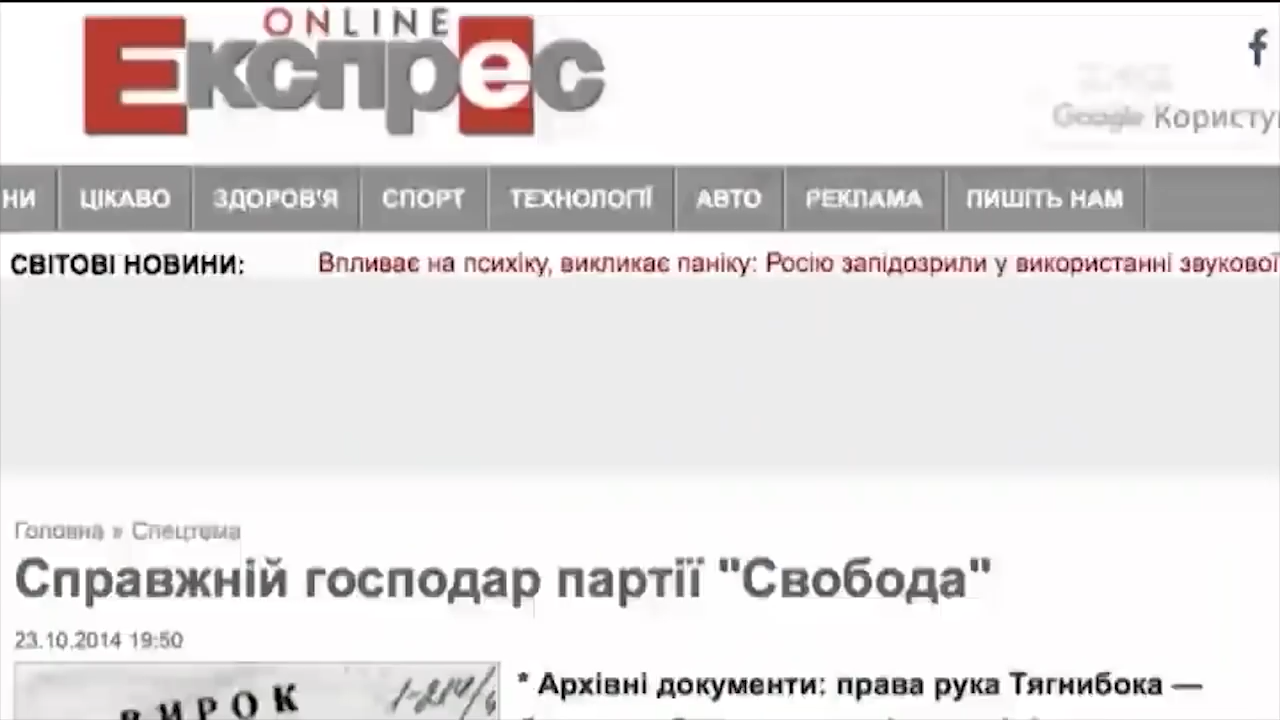 ONLINE
Експрес
f
Google Користу
НИ ЦІКАВО ЗДОРОВ'Я СПОРТ ТЕХНОЛОГІЇ АВТО РЕКЛАМА ПИШІТЬ НАМ
СВІТОВІ НОВИНИ: Впливає на психіку, викликає паніку: Росію запідозрили у використанні звукової
Головна » Спецтема
Справжній господар партії "Свобода"
23.10.2014 19:50
ВИРОК
* Архівні документи: права рука Тягнибока —